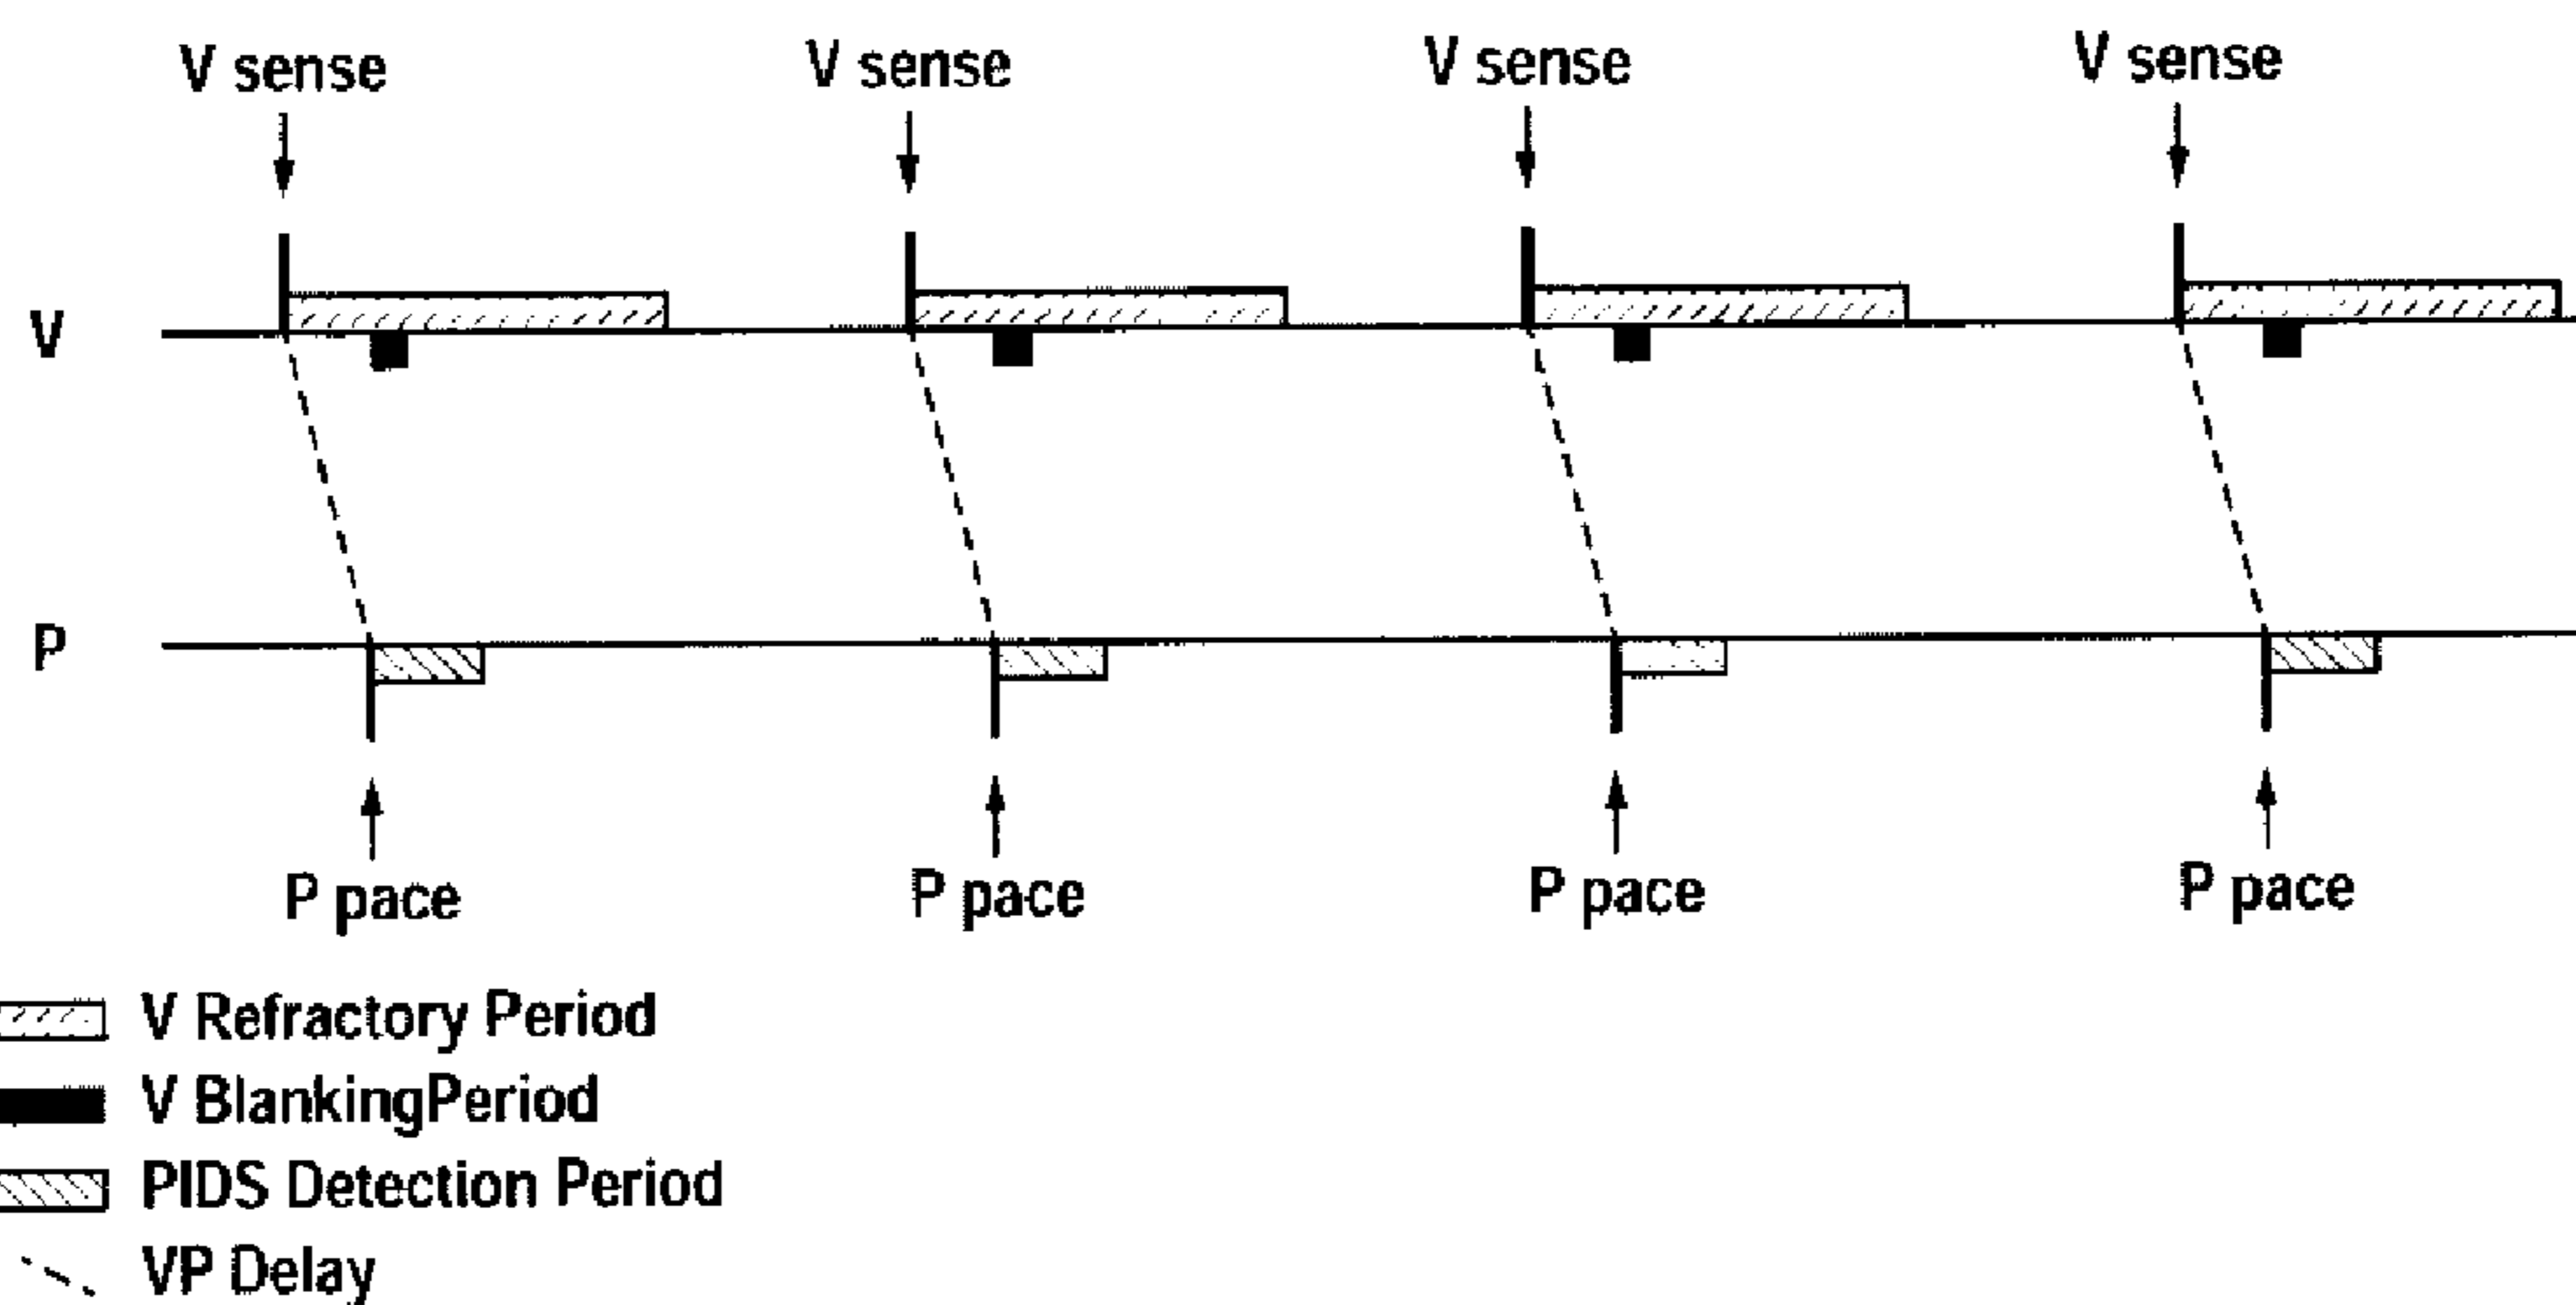 V sense V sense V sense V sense
V
P
P pace P pace P pace P pace
V Refractory Period
V BlankingPeriod
PIDS Detection Period
VP Delay